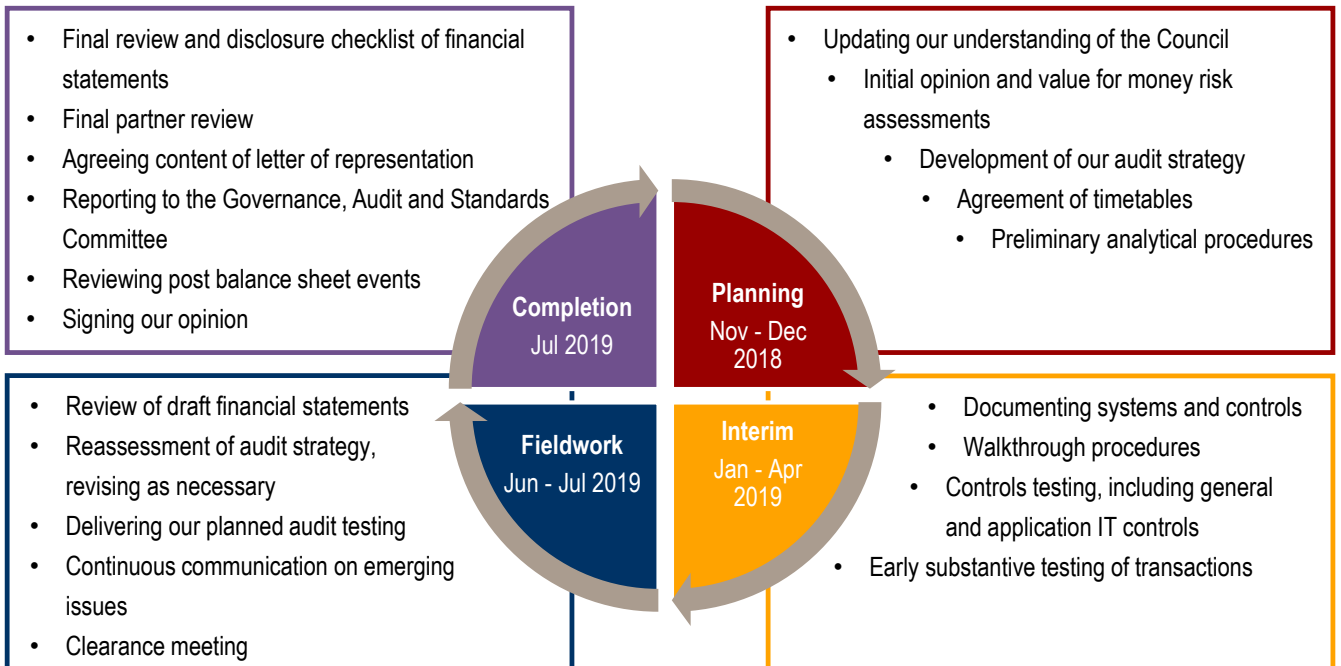 • Final review and disclosure checklist of financial
statements
• Final partner review
• Agreeing content of letter of representation
• Reporting to the Governance, Audit and Standards
Committee
• Reviewing post balance sheet events
• Signing our opinion
• Updating our understanding of the Council
• Initial opinion and value for money risk
assessments
• Development of our audit strategy
• Agreement of timetables
• Preliminary analytical procedures
Completion
Jul 2019
Planning
Nov - Dec
2018
Fieldwork
Jun - Jul 2019
Interim
Jan - Apr
2019
• Review of draft financial statements
• Reassessment of audit strategy,
revising as necessary
• Delivering our planned audit testing
• Continuous communication on emerging
issues
• Clearance meeting
• Documenting systems and controls
• Walkthrough procedures
• Controls testing, including general
and application IT controls
• Early substantive testing of transactions